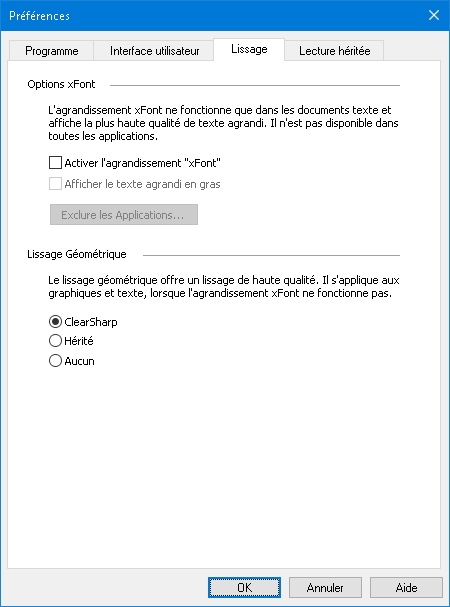 Préférences
Programme
Interface utilisateur
Lissage
Lecture héritée
Options xFont
L'agrandissement xFont ne fonctionne que dans les documents texte et
affiche la plus haute qualité de texte agrandi. Il n'est pas disponible dans
toutes les applications.
Activer l'agrandissement "xFont"
Afficher le texte agrandi en gras
Exclure les Applications...
Lissage Géométrique
Le lissage géométrique offre un lissage de haute qualité. Il s'applique aux
graphiques et texte, lorsque l'agrandissement xFont ne fonctionne pas.
ClearSharp
Hérité
Aucun
OK
Annuler
Aide